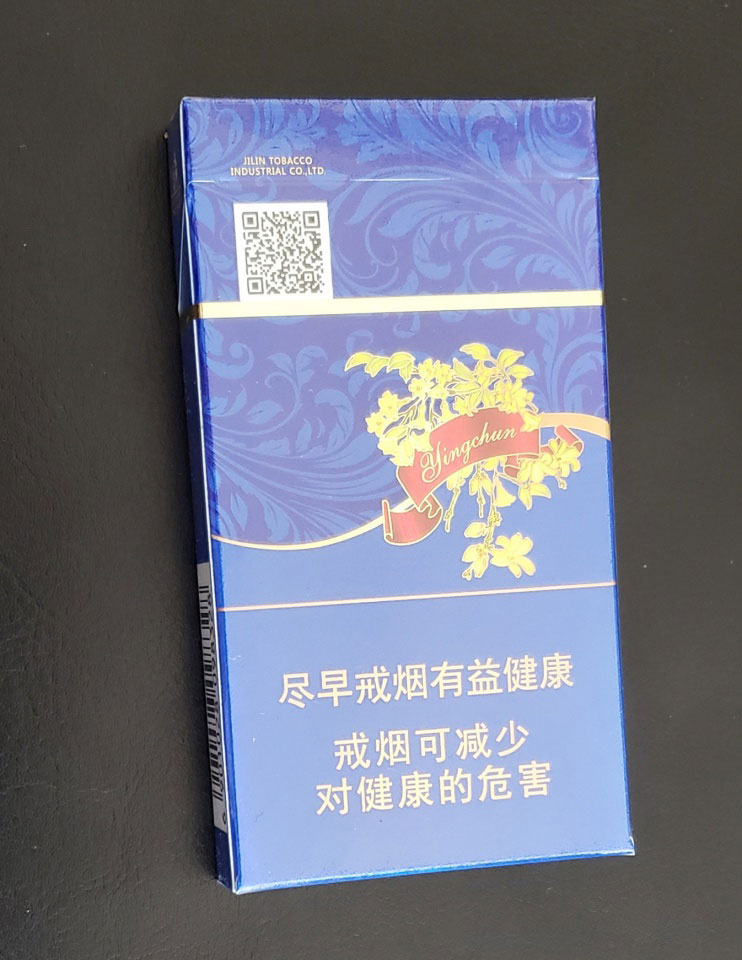 JILIN TOBACCO
INDUSTRIAL CO.,LTD.
Yingchun
尽早戒烟有益健康
戒烟可减少
对健康的危害